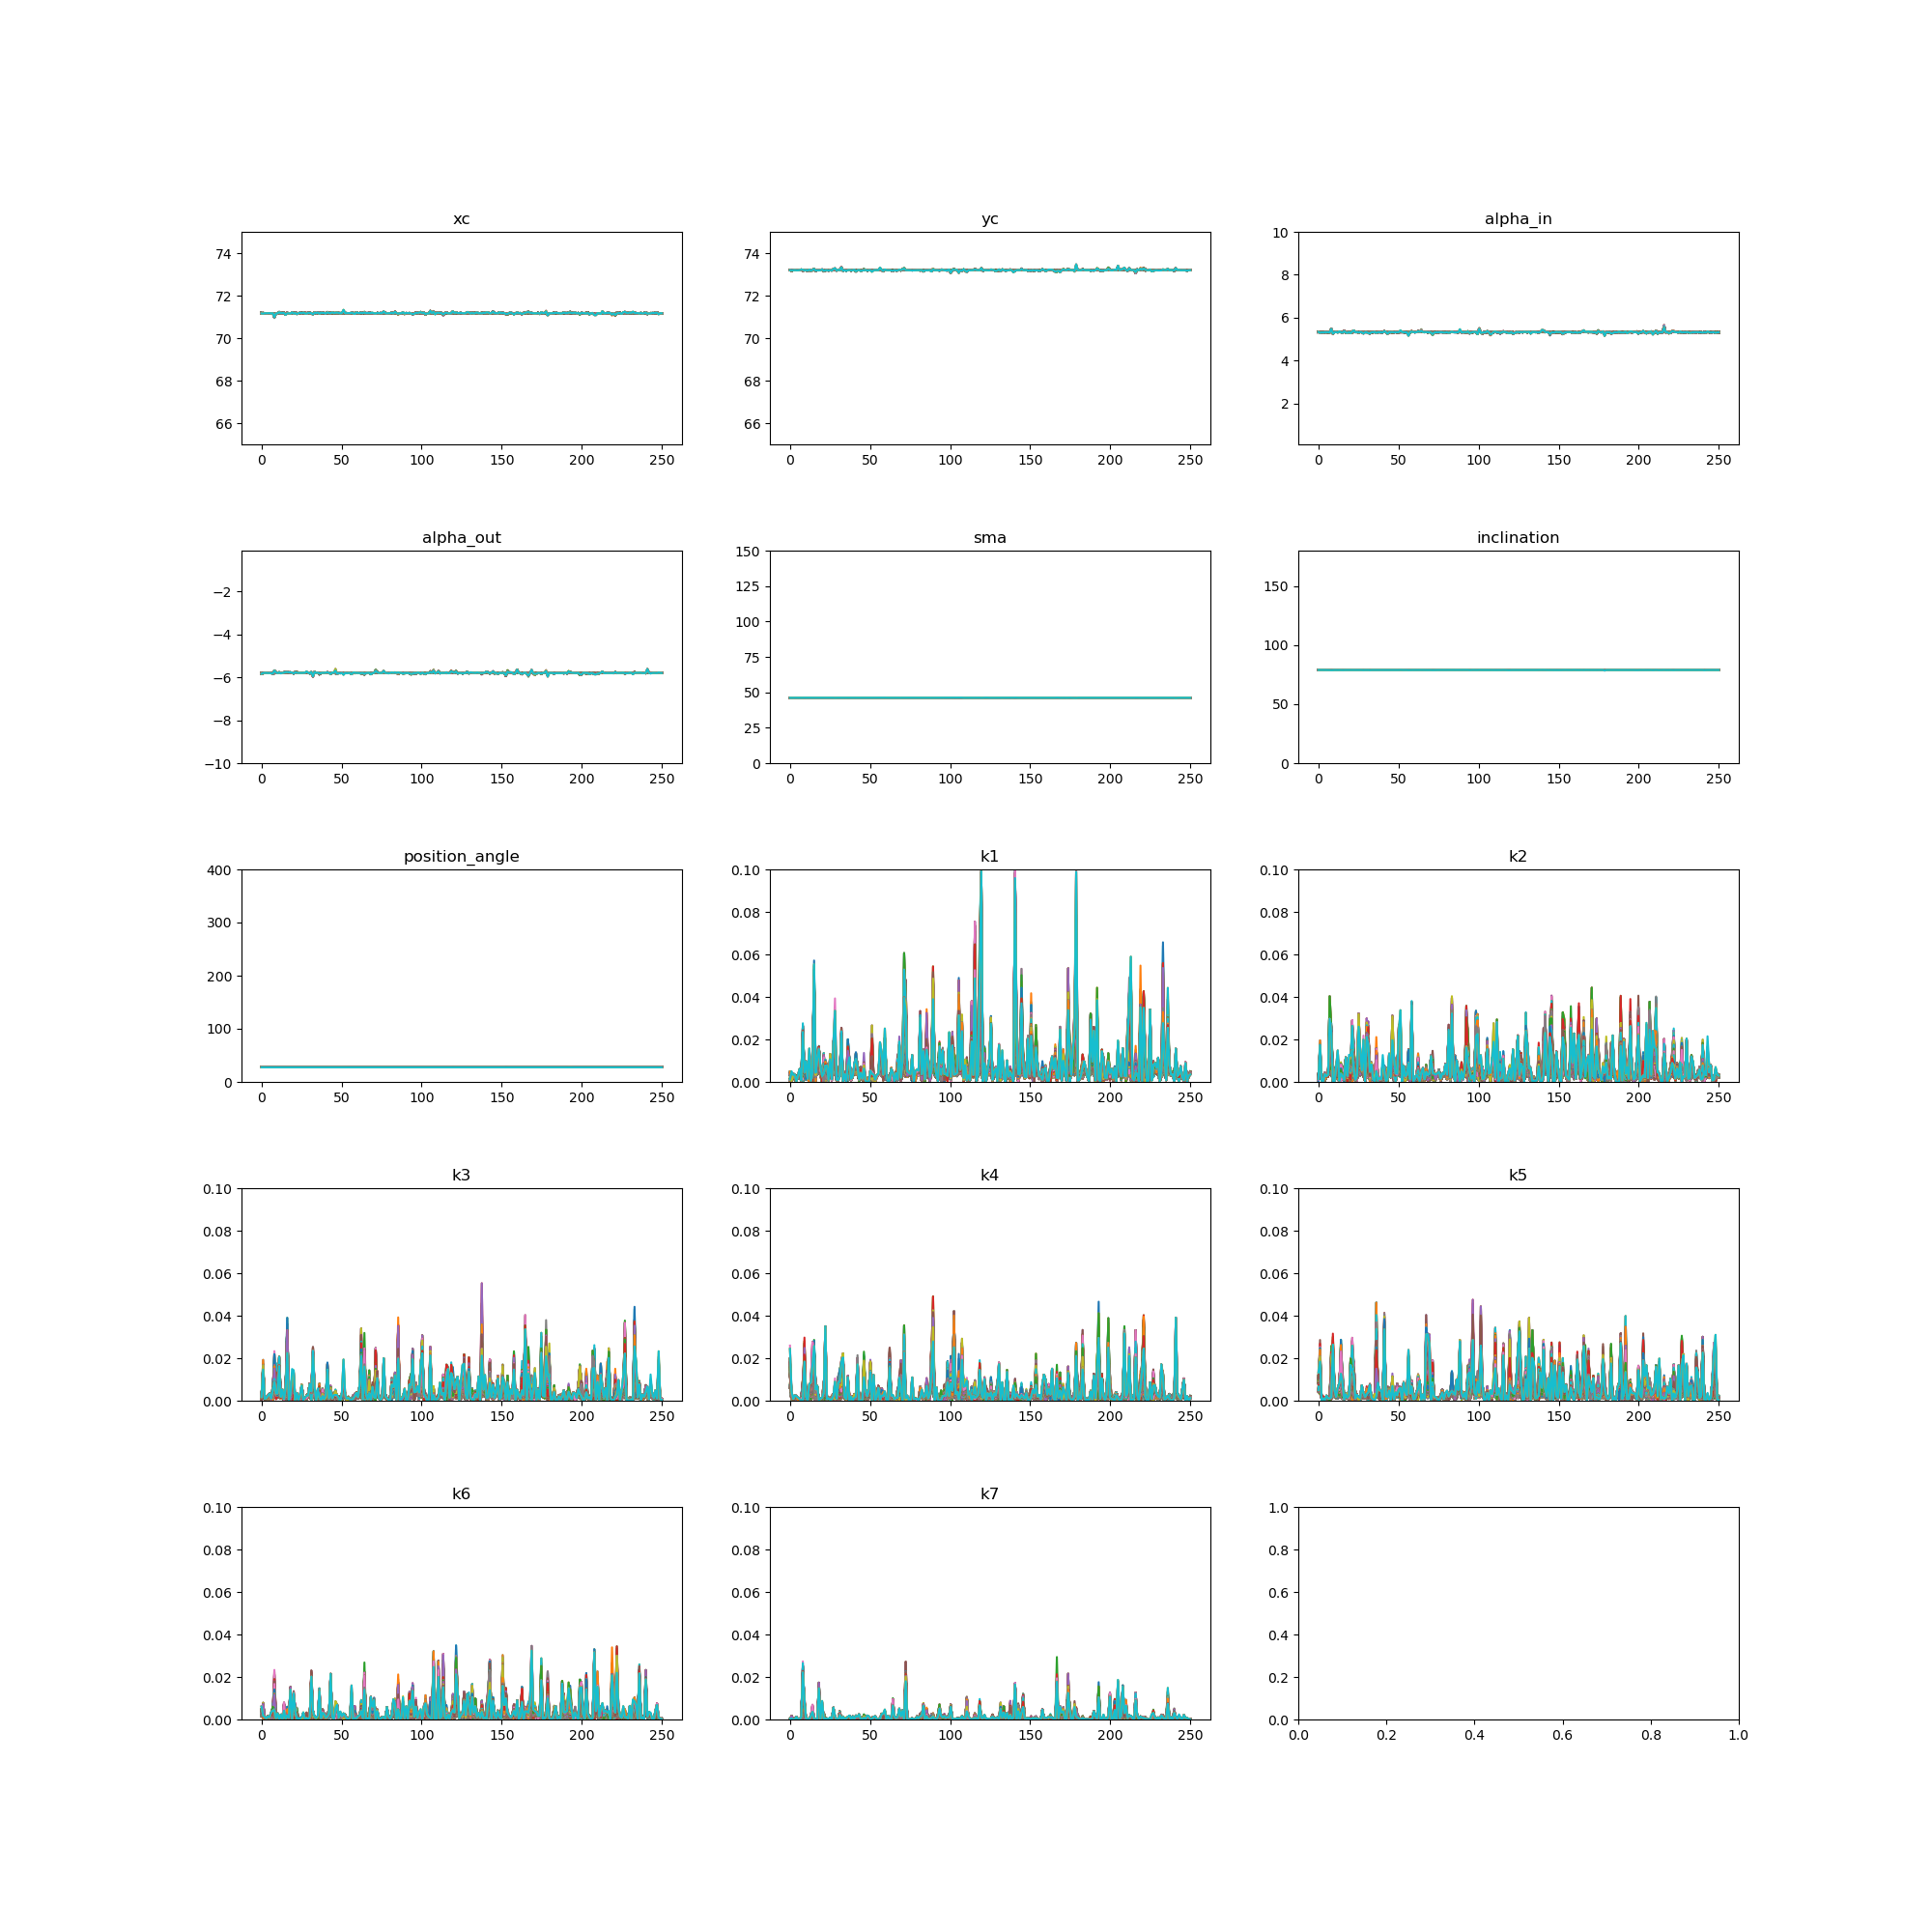 xc yc alpha_in
74 72 70 68 66
0 50 100 150 200 250
74 72 70 68 66
0 50 100 150 200 250
10 8 6 4 2
0 50 100 150 200 250
alpha_out sma inclination
−2 −4 −6 −8 −10
0 50 100 150 200 250
150 125 100 75 50 25 0
0 50 100 150 200 250
150 100 50 0
0 50 100 150 200 250
position_angle k1 k2
400 300 200 100 0
0 50 100 150 200 250
0.10 0.08 0.06 0.04 0.02 0.00
0 50 100 150 200 250
0.10 0.08 0.06 0.04 0.02 0.00
0 50 100 150 200 250
k3 k4 k5
0.10 0.08 0.06 0.04 0.02 0.00
0 50 100 150 200 250
0.10 0.08 0.06 0.04 0.02 0.00
0 50 100 150 200 250
0.10 0.08 0.06 0.04 0.02 0.00
0 50 100 150 200 250
k6 k7
0.10 0.08 0.06 0.04 0.02 0.00
0 50 100 150 200 250
0.10 0.08 0.06 0.04 0.02 0.00
0 50 100 150 200 250
1.0 0.8 0.6 0.4 0.2 0.0
0.0 0.2 0.4 0.6 0.8 1.0